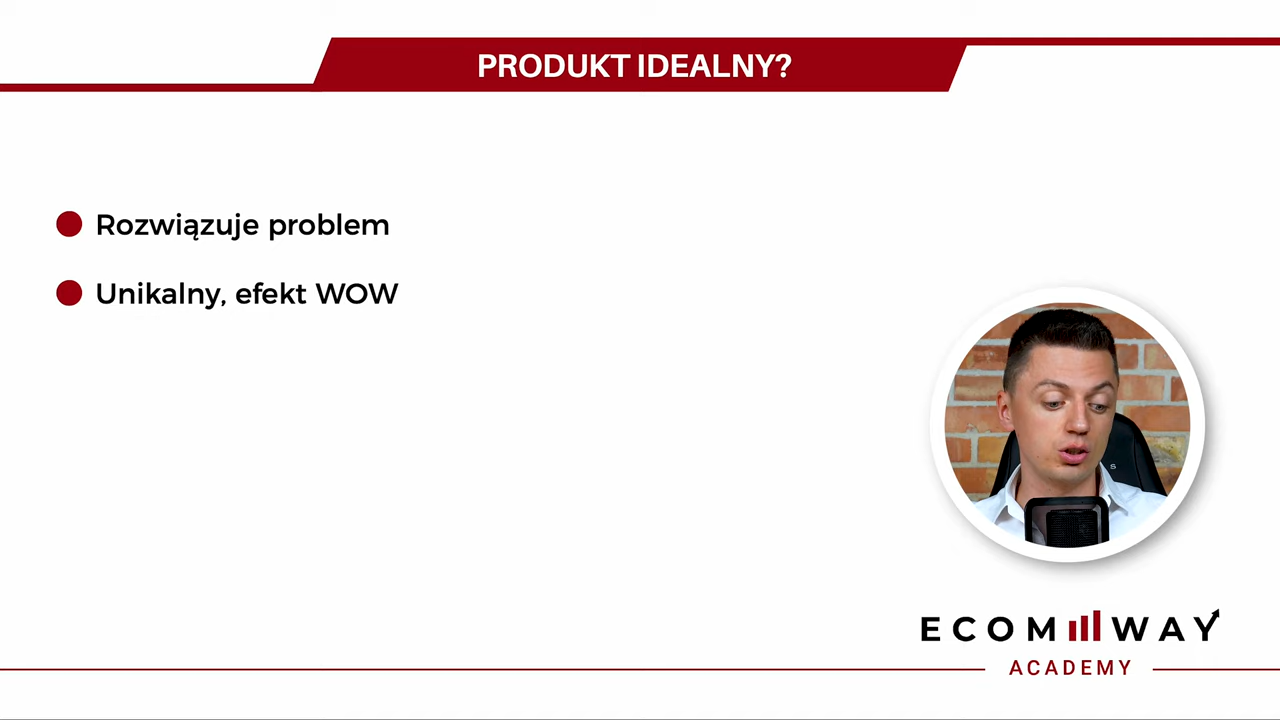 PRODUKT IDEALNY?
Rozwiązuje problem
Unikalny, efekt WOW
ECOM WAY
ACADEMY